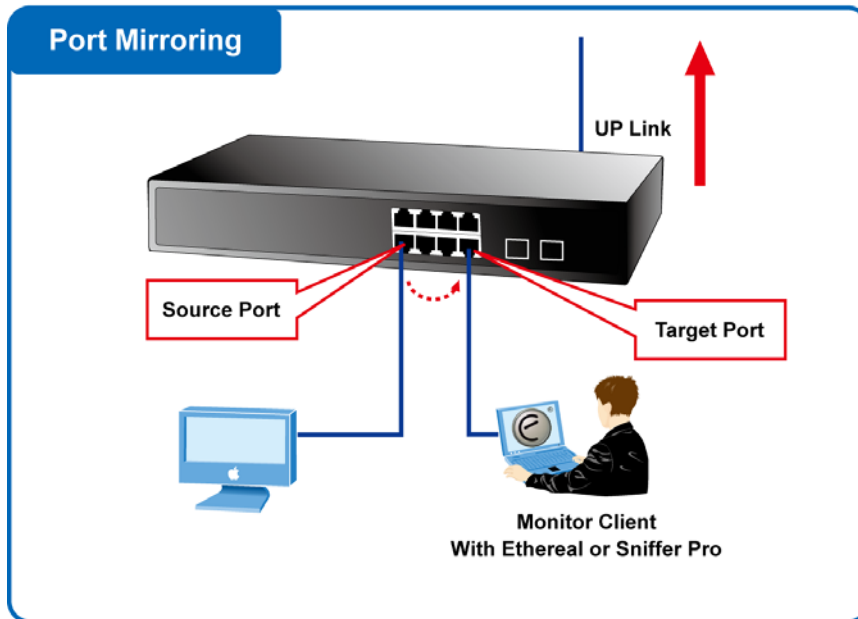 Port Mirroring
UP Link
Source Port
Target Port
Monitor Client
With Ethereal or Sniffer Pro